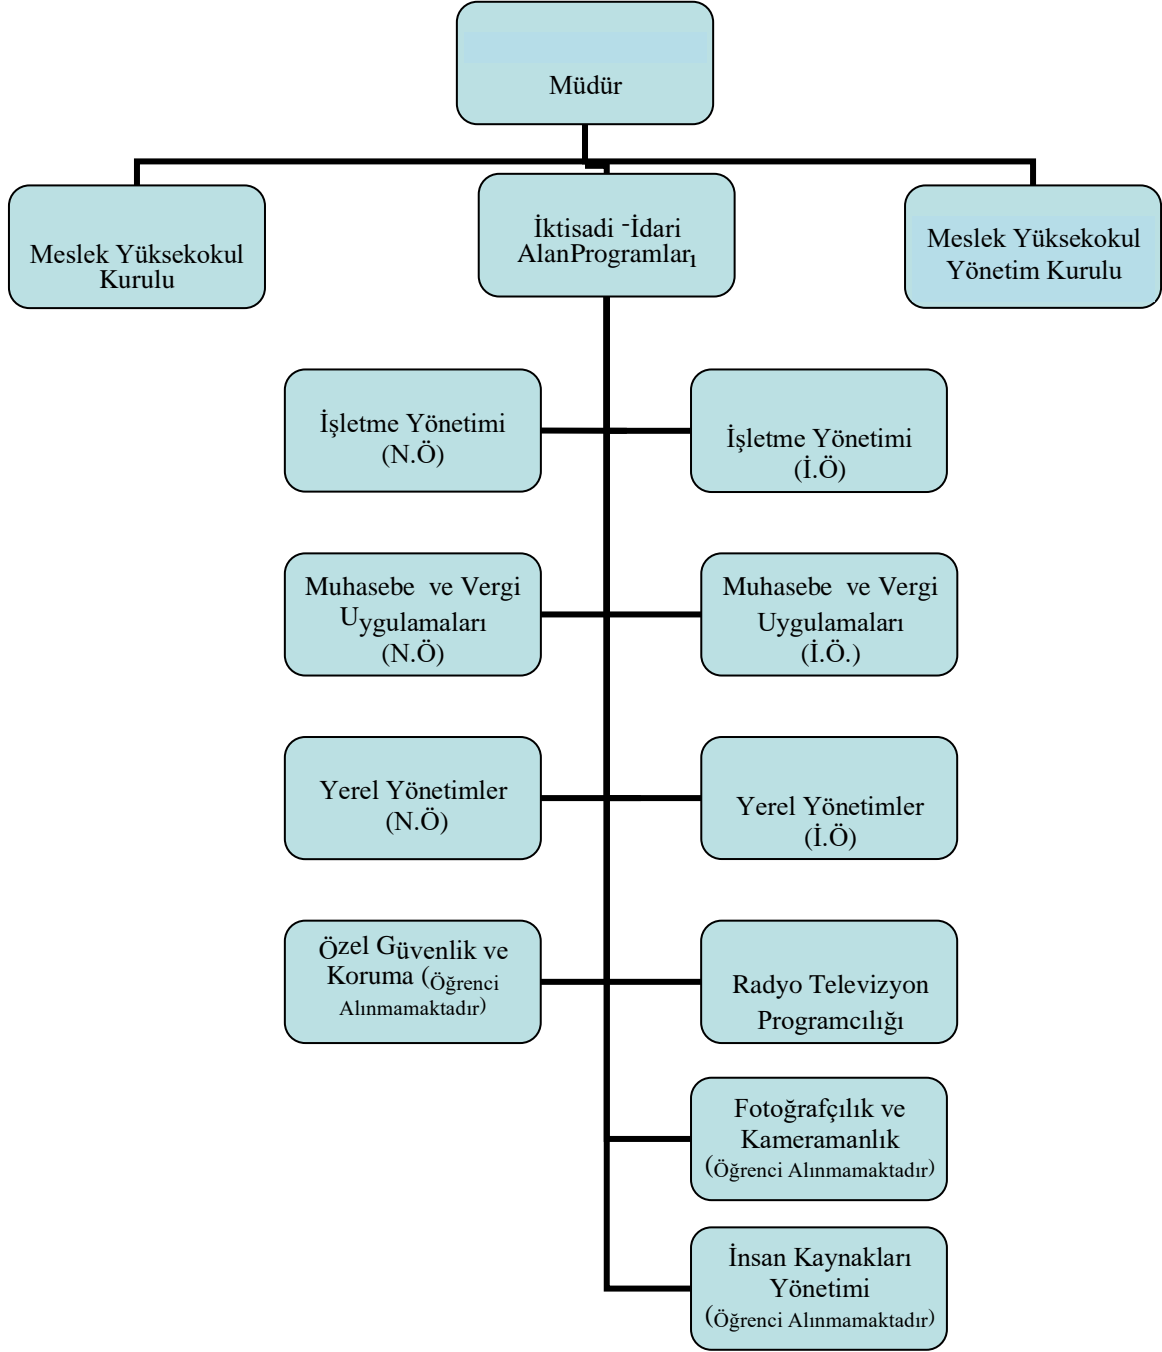 Müdür
Meslek Yüksekokul
Kurulu
İktisadi -İdari
AlanProgramları
Meslek Yüksekokul
Yönetim Kurulu
İşletme Yönetimi
(N.Ö)
İşletme Yönetimi
(İ.Ö)
Muhasebe ve Vergi
Uygulamaları
(N.Ö)
Muhasebe ve Vergi
Uygulamaları
(İ.Ö.)
Yerel Yönetimler
(N.Ö)
Yerel Yönetimler
(İ.Ö)
Özel Güvenlik ve
Koruma (Öğrenci
Alınmamaktadır)
Radyo Televizyon
Programcılığı
Fotoğrafçılık ve
Kameramanlık
(Öğrenci Alınmamaktadır)
İnsan Kaynakları
Yönetimi
(Öğrenci Alınmamaktadır)